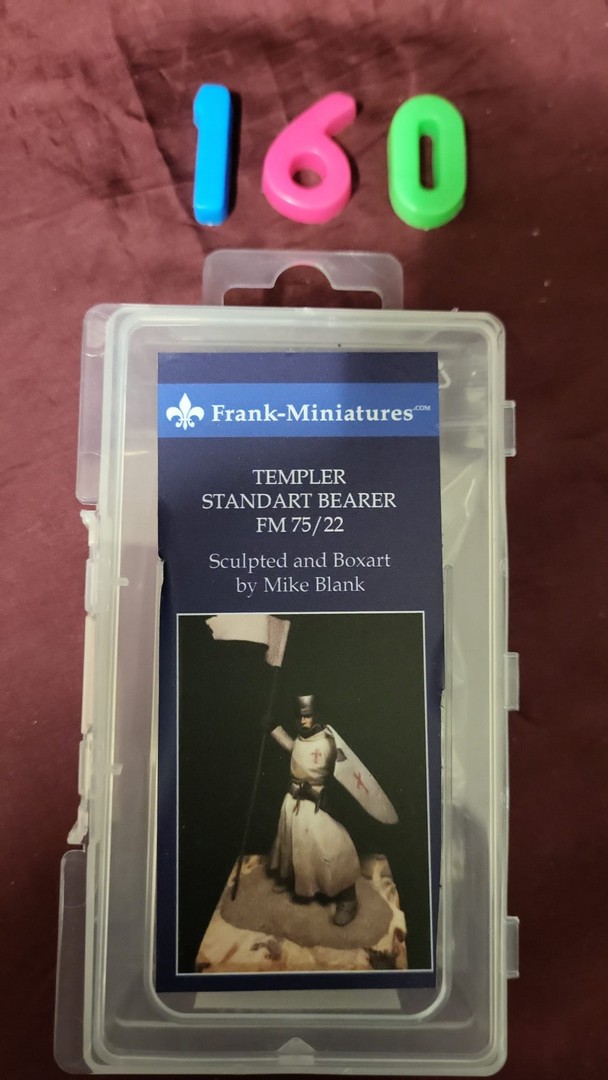 160
Frank-Miniatures.COM
TEMPLER
STANDART BEARER
FM 75/22
Sculpted and Boxart
by Mike Blank